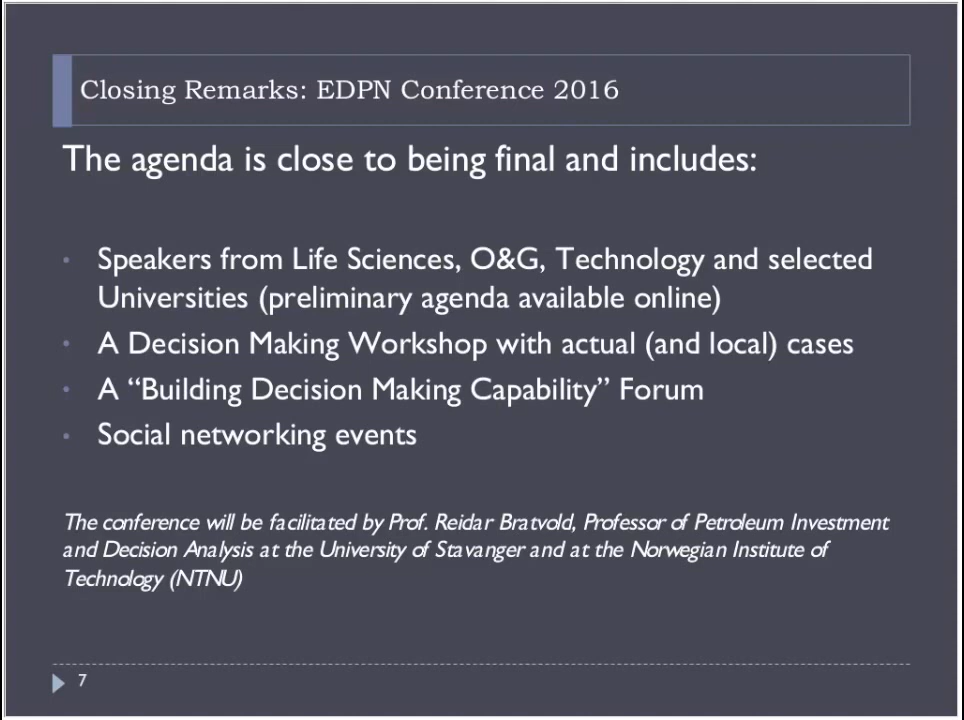 Closing Remarks: EDPN Conference 2016
The agenda is close to being final and includes:
• Speakers from Life Sciences, O&G, Technology and selected
Universities (preliminary agenda available online)
• A Decision Making Workshop with actual (and local) cases
• A “Building Decision Making Capability” Forum
• Social networking events
The conference will be facilitated by Prof. Reidar Bratvold, Professor of Petroleum Investment
and Decision Analysis at the University of Stavanger and at the Norwegian Institute of
Technology (NTNU)
7